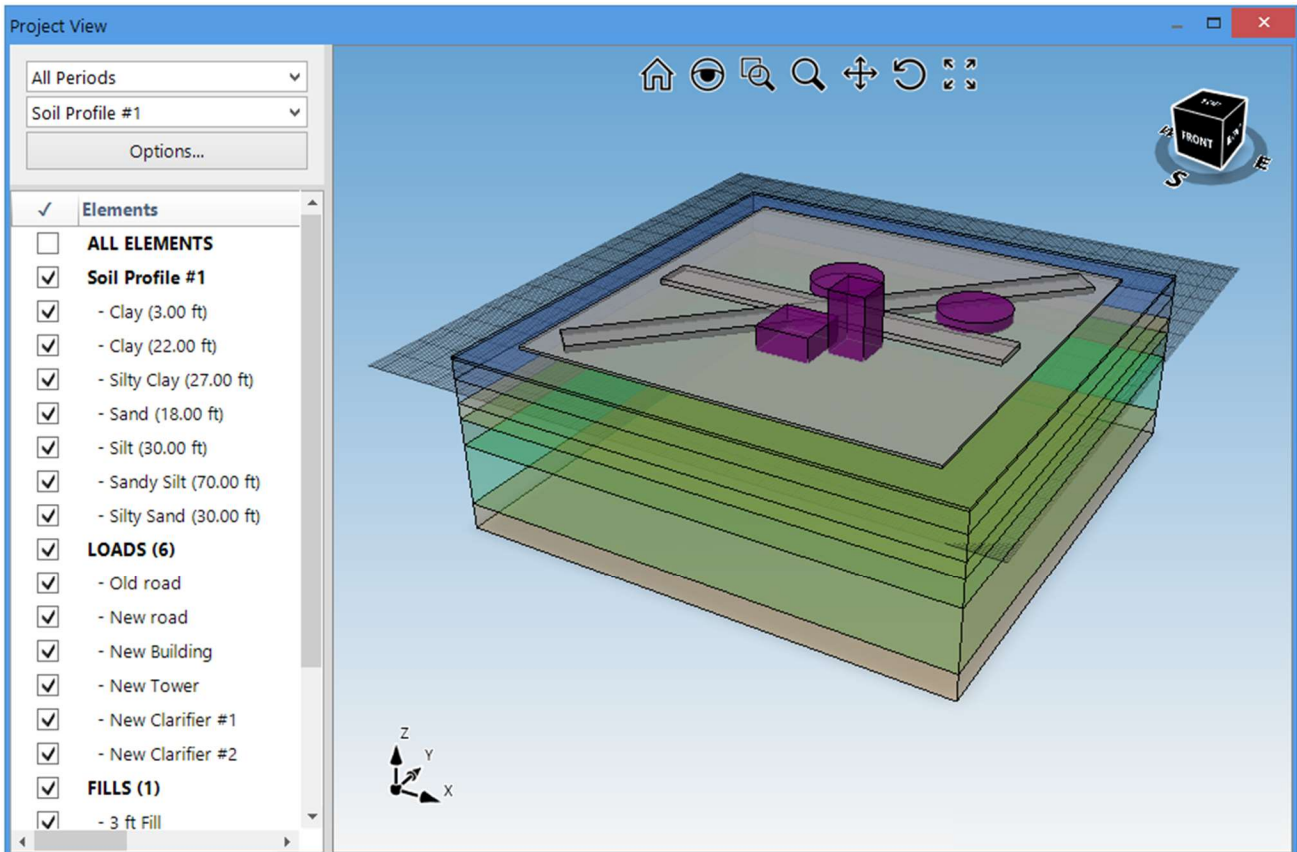 Project View
All Periods
Soil Profile #1
Options...
✓ Elements
ALL ELEMENTS
Soil Profile #1
- Clay (3.00 ft)
- Clay (22.00 ft)
- Silty Clay (27.00 ft)
- Sand (18.00 ft)
- Silt (30.00 ft)
- Sandy Silt (70.00 ft)
- Silty Sand (30.00 ft)
LOADS (6)
- Old road
- New road
- New Building
- New Tower
- New Clarifier #1
- New Clarifier #2
FILLS (1)
- 3 ft Fill
TOP
FRONT
S
E
Z
Y
X